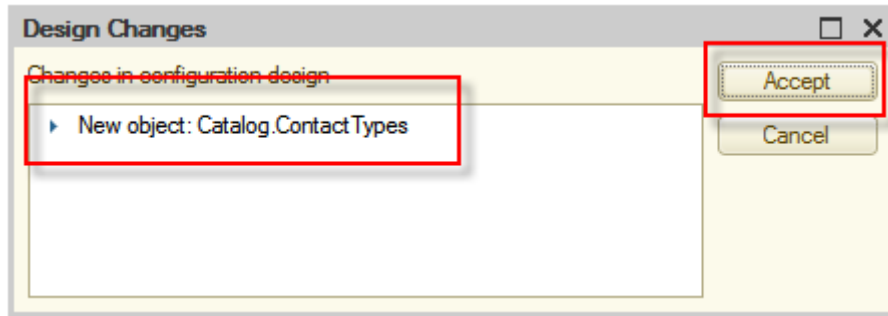 Design Changes
Changes in configuration design
Accept
New object: Catalog.ContactTypes
Cancel